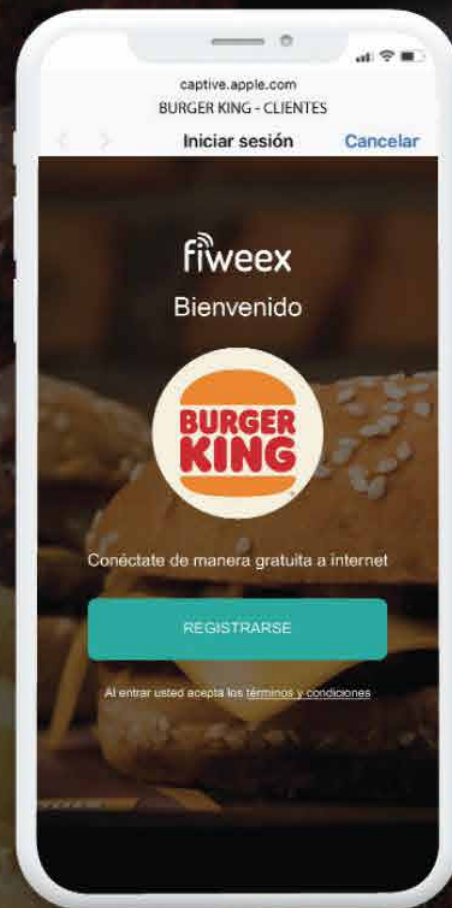 captive.apple.com
BURGER KING - CLIENTES
Iniciar sesión Cancelar
fiweex
Bienvenido
BURGER
KING
Conéctate de manera gratuita a internet
REGISTRARSE
Al entrar usted acepta los términos y condiciones